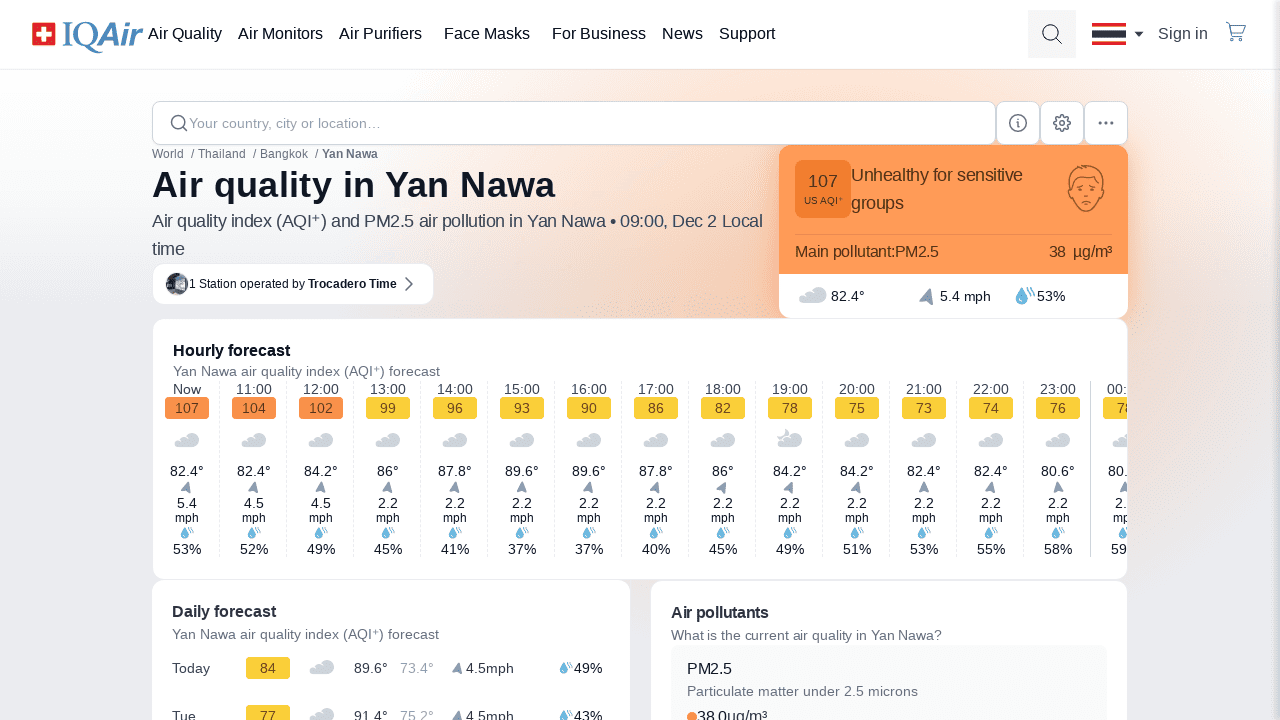 IQAir Air Quality Air Monitors Air Purifiers Face Masks For Business News Support Sign in
Your country, city or location…
World / Thailand / Bangkok / Yan Nawa
Air quality in Yan Nawa
Air quality index (AQI⁺) and PM2.5 air pollution in Yan Nawa • 09:00, Dec 2 Local
time
1 Station operated by Trocadero Time
107
US AQI⁺
Unhealthy for sensitive
groups
Main pollutant:PM2.5 38 µg/m³
82.4° 5.4 mph 53%
Hourly forecast
Yan Nawa air quality index (AQI⁺) forecast
Now 11:00 12:00 13:00 14:00 15:00 16:00 17:00 18:00 19:00 20:00 21:00 22:00 23:00 00:
107 104 102 99 96 93 90 86 82 78 75 73 74 76 78
82.4° 82.4° 84.2° 86° 87.8° 89.6° 89.6° 87.8° 86° 84.2° 84.2° 82.4° 82.4° 80.6° 80.
5.4 4.5 4.5 2.2 2.2 2.2 2.2 2.2 2.2 2.2 2.2 2.2 2.2 2.2 2.
mph mph mph mph mph mph mph mph mph mph mph mph mph mph mp
53% 52% 49% 45% 41% 37% 37% 40% 45% 49% 51% 53% 55% 58% 59
Daily forecast
Yan Nawa air quality index (AQI⁺) forecast
Today 84 89.6° 73.4° 4.5mph 49%
Tue 77 91.4° 75.2° 4.5mph 43%
Air pollutants
What is the current air quality in Yan Nawa?
PM2.5
Particulate matter under 2.5 microns
38.0µg/m³